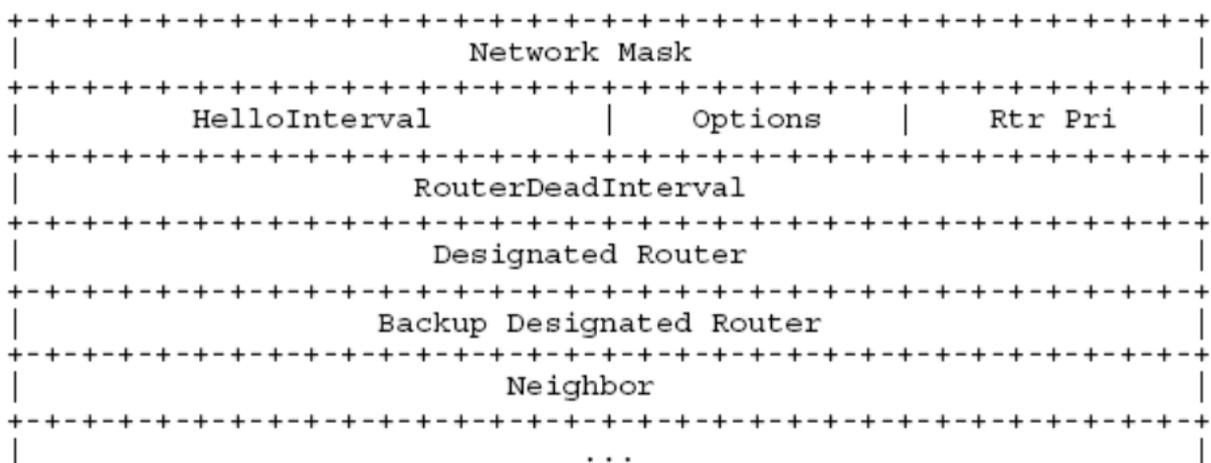 +-+-+-+-+-+-+-+-+-+-+-+-+-+-+-+-+-+-+-+-+-+-+-+-+-+-+-+-+-+-+-+-+
| Network Mask |
+-+-+-+-+-+-+-+-+-+-+-+-+-+-+-+-+-+-+-+-+-+-+-+-+-+-+-+-+-+-+-+-+
| HelloInterval | Options | Rtr Pri |
+-+-+-+-+-+-+-+-+-+-+-+-+-+-+-+-+-+-+-+-+-+-+-+-+-+-+-+-+-+-+-+-+
| RouterDeadInterval |
+-+-+-+-+-+-+-+-+-+-+-+-+-+-+-+-+-+-+-+-+-+-+-+-+-+-+-+-+-+-+-+-+
| Designated Router |
+-+-+-+-+-+-+-+-+-+-+-+-+-+-+-+-+-+-+-+-+-+-+-+-+-+-+-+-+-+-+-+-+
| Backup Designated Router |
+-+-+-+-+-+-+-+-+-+-+-+-+-+-+-+-+-+-+-+-+-+-+-+-+-+-+-+-+-+-+-+-+
| Neighbor |
+-+-+-+-+-+-+-+-+-+-+-+-+-+-+-+-+-+-+-+-+-+-+-+-+-+-+-+-+-+-+-+-+
| ... |